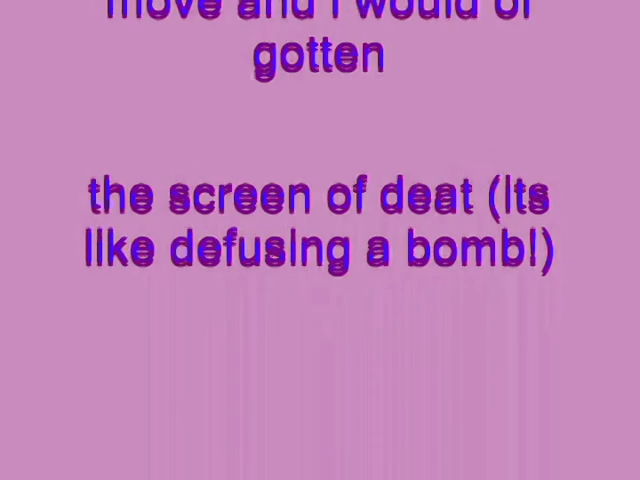 move and i would of
gotten
the screen of deat (Its
like defusing a bomb!)